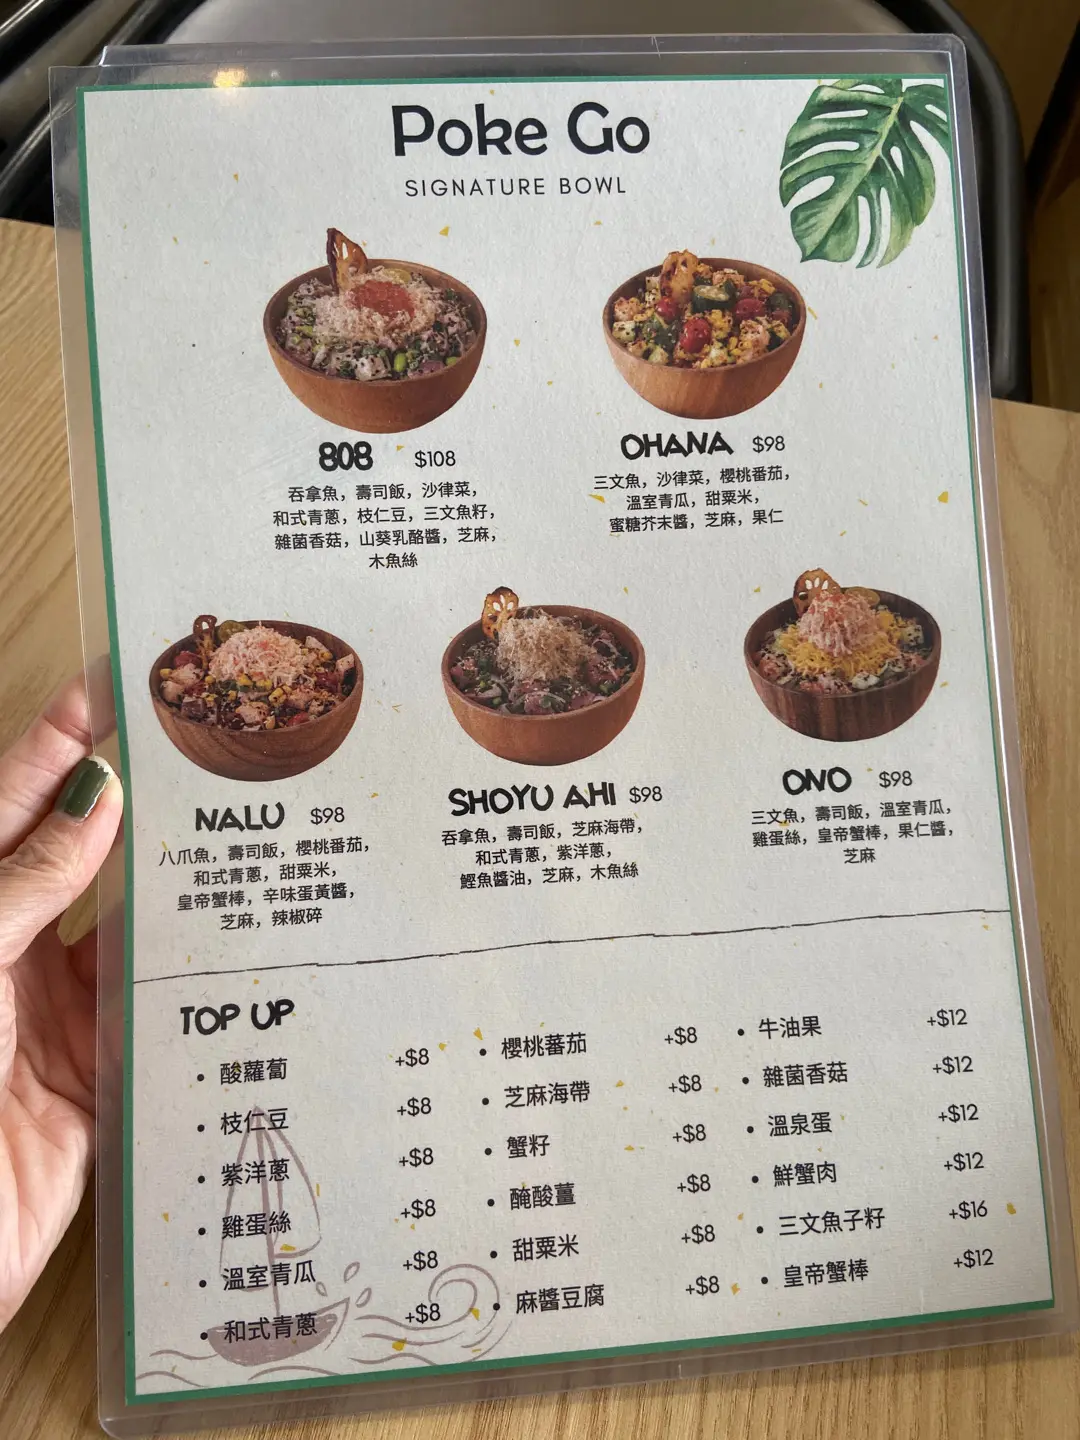 Poke Go
SIGNATURE BOWL
808 $108
吞拿魚，壽司飯，沙律菜，
和式青蔥，枝仁豆，三文魚籽，
雜菌香菇，山葵乳酪醬，芝麻，
木魚絲
OHANA $98
三文魚，沙律菜，櫻桃番茄，
溫室青瓜，甜粟米，
蜜糖芥末醬，芝麻，果仁
NALU $98
八爪魚，壽司飯，櫻桃番茄，
和式青蔥，甜粟米，
皇帝蟹棒，辛味蛋黃醬，
芝麻，辣椒碎
SHOYU AHI $98
吞拿魚，壽司飯，芝麻海帶，
和式青蔥，紫洋蔥，
鰹魚醬油，芝麻，木魚絲
ONO $98
三文魚，壽司飯，溫室青瓜，
雞蛋絲，皇帝蟹棒，果仁醬，
芝麻
TOP UP
• 酸蘿蔔 +$8
• 枝仁豆 +$8
• 紫洋蔥 +$8
• 雞蛋絲 +$8
• 溫室青瓜 +$8
• 和式青蔥 +$8
• 櫻桃蕃茄 +$8
• 芝麻海帶 +$8
• 蟹籽 +$8
• 醃酸薑 +$8
• 甜粟米 +$8
• 麻醬豆腐 +$8
• 牛油果 +$12
• 雜菌香菇 +$12
• 溫泉蛋 +$12
• 鮮蟹肉 +$12
• 三文魚子籽 +$16
• 皇帝蟹棒 +$12